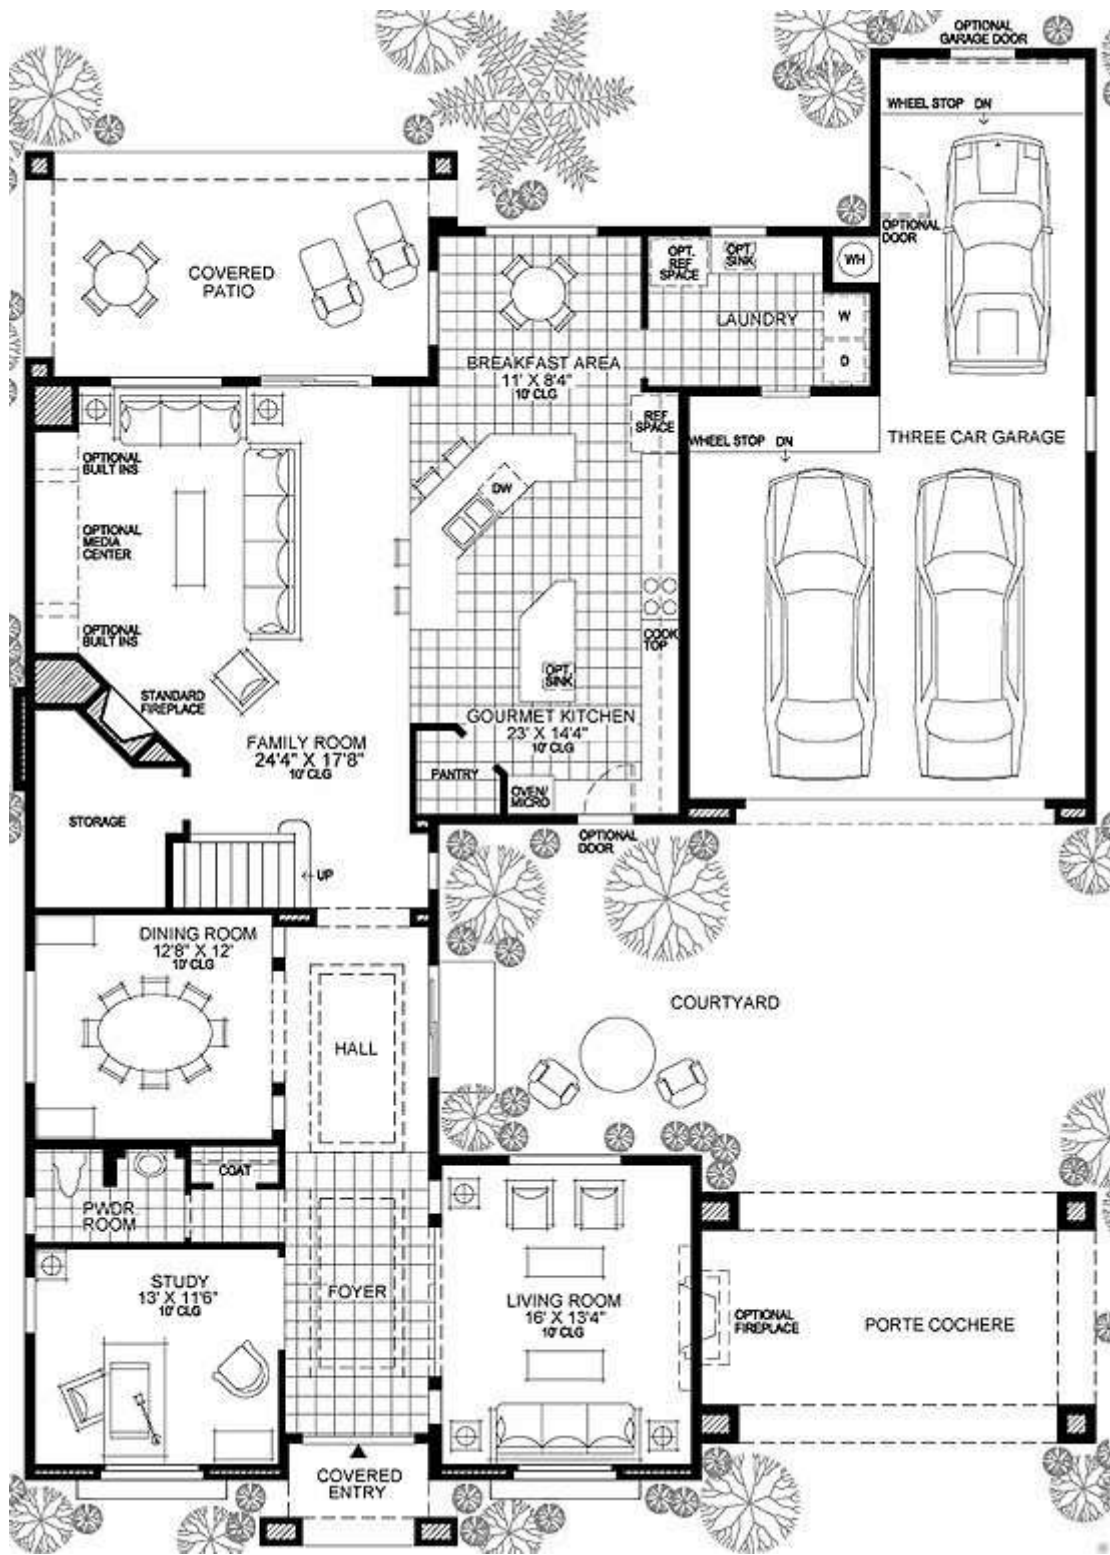 OPTIONAL
GARAGE DOOR
WHEEL STOP DN
OPTIONAL
DOOR
COVERED
PATIO
OPT.
REF
SPACE
OPT.
SINK
WH
LAUNDRY
W
D
BREAKFAST AREA
11' X 8'4"
10' CLG
REF
SPACE
WHEEL STOP DN
THREE CAR GARAGE
OPTIONAL
BUILT INS
DW
OPTIONAL
MEDIA
CENTER
OPTIONAL
BUILT INS
COOK
TOP
OPT.
SINK
STANDARD
FIREPLACE
GOURMET KITCHEN
23' X 14'4"
10' CLG
FAMILY ROOM
24'4" X 17'8"
10' CLG
PANTRY
OVEN/
MICRO
STORAGE
OPTIONAL
DOOR
UP
DINING ROOM
12'8" X 12'
10' CLG
COURTYARD
HALL
COAT
PWDR.
ROOM
STUDY
13' X 11'6"
10' CLG
FOYER
LIVING ROOM
16' X 13'4"
10' CLG
OPTIONAL
FIREPLACE
PORTE COCHERE
COVERED
ENTRY